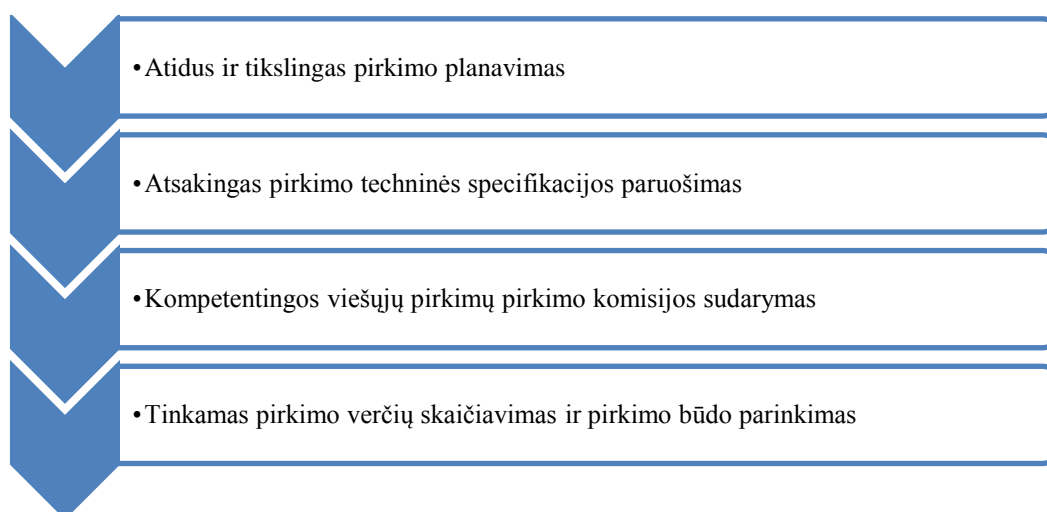 •Atidus ir tikslingas pirkimo planavimas
•Atsakingas pirkimo techninės specifikacijos paruošimas
•Kompetentingos viešųjų pirkimų pirkimo komisijos sudarymas
•Tinkamas pirkimo verčių skaičiavimas ir pirkimo būdo parinkimas